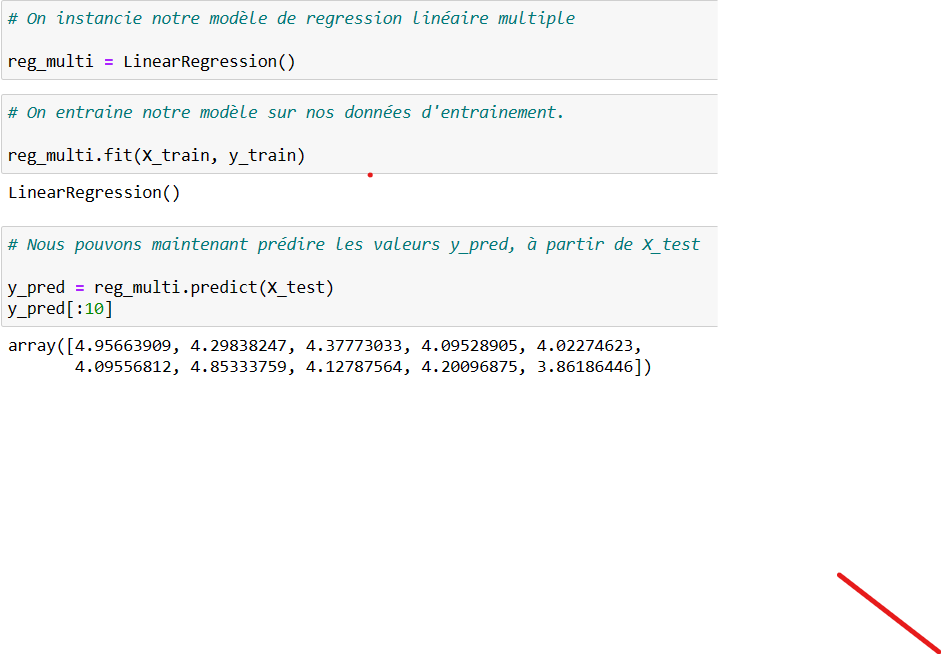 # On instancie notre modèle de regression linéaire multiple
reg_multi = LinearRegression()
# On entraine notre modèle sur nos données d'entrainement.
reg_multi.fit(X_train, y_train)
LinearRegression()
# Nous pouvons maintenant prédire les valeurs y_pred, à partir de X_test
y_pred = reg_multi.predict(X_test)
y_pred[:10]
array([4.95663909, 4.29838247, 4.37773033, 4.09528905, 4.02274623,
4.09556812, 4.85333759, 4.12787564, 4.20096875, 3.86186446])